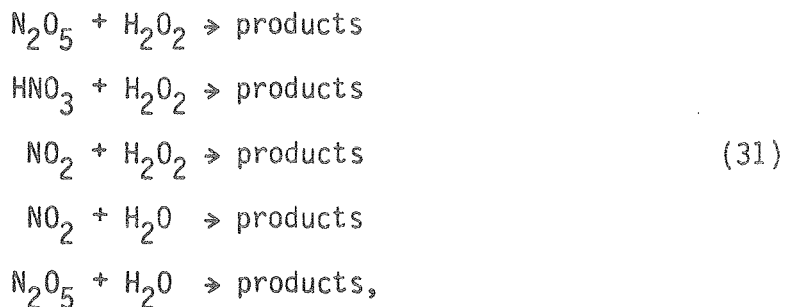 N₂O₅ + H₂O₂ → products
HNO₃ + H₂O₂ → products
NO₂ + H₂O₂ → products (31)
NO₂ + H₂O → products
N₂O₅ + H₂O → products,